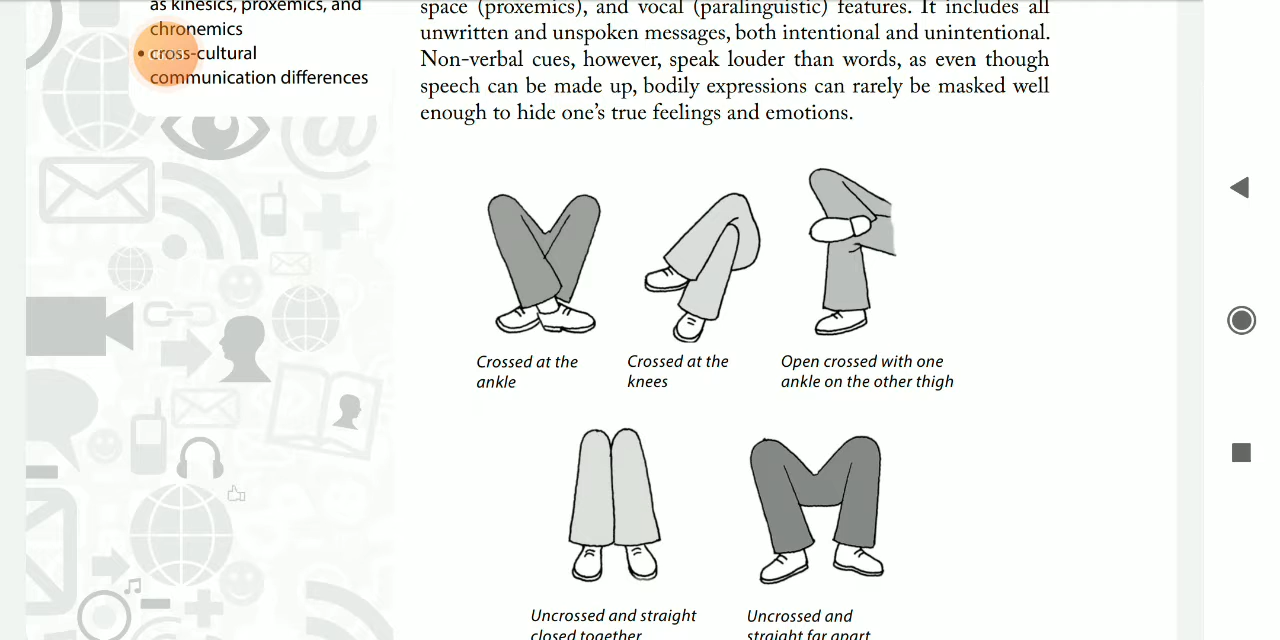 as kinesics, proxemics, and
chronemics
• cross-cultural
communication differences
space (proxemics), and vocal (paralinguistic) features. It includes all
unwritten and unspoken messages, both intentional and unintentional.
Non-verbal cues, however, speak louder than words, as even though
speech can be made up, bodily expressions can rarely be masked well
enough to hide one's true feelings and emotions.
Crossed at the
ankle
Crossed at the
knees
Open crossed with one
ankle on the other thigh
Uncrossed and straight
closed together
Uncrossed and
straight far apart